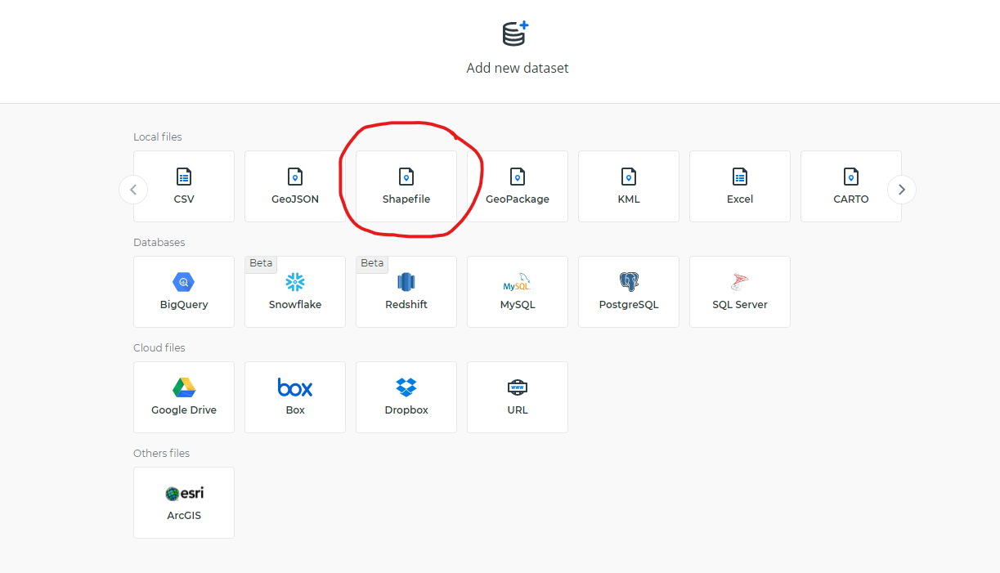 Add new dataset
Local files
CSV
GeoJSON
Shapefile
GeoPackage
KML
Excel
CARTO
Databases
BigQuery
Beta
Snowflake
Beta
Redshift
MySQL
MySQL
PostgreSQL
SQL Server
Cloud files
Google Drive
box
Box
Dropbox
www
URL
Others files
esri
ArcGIS